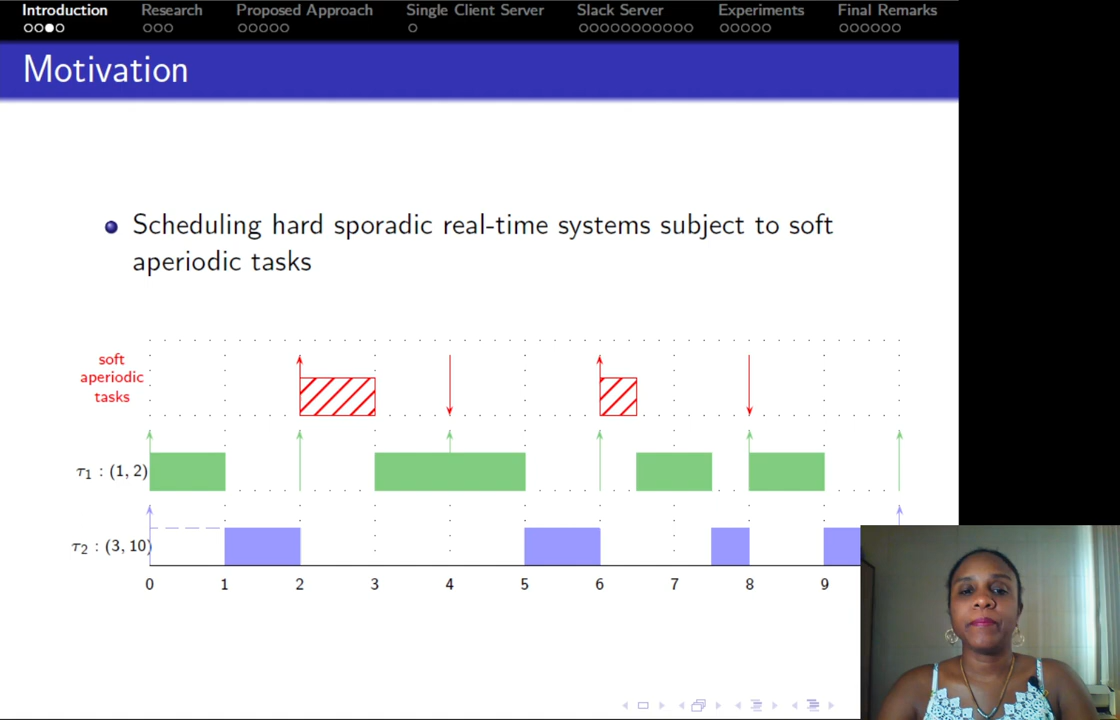 Introduction Research Proposed Approach Single Client Server Slack Server Experiments Final Remarks
Motivation
Scheduling hard sporadic real-time systems subject to soft
aperiodic tasks
soft
aperiodic
tasks
τ1 : (1, 2)
τ2 : (3, 10)
0 1 2 3 4 5 6 7 8 9